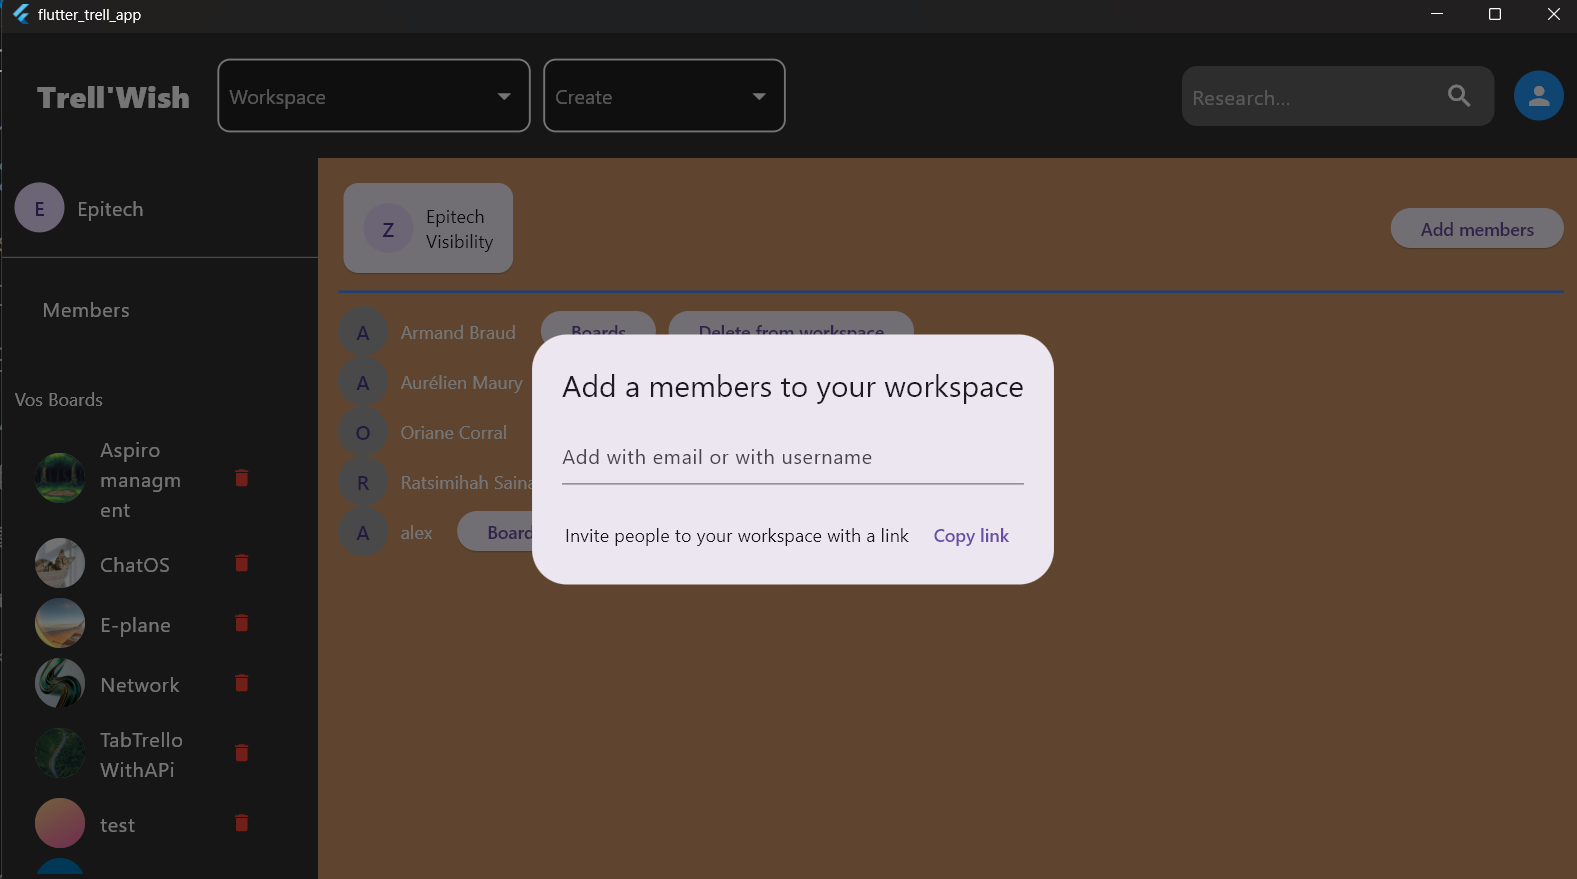 flutter_trell_app
Trell'Wish
Workspace
Create
Research...
E
Epitech
Z
Epitech
Visibility
Add members
Members
A
Armand Braud
Boards
Delete from workspace
A
Aurélien Maury
O
Oriane Corral
R
Ratsimihah Saina
A
alex
Board
Add a members to your workspace
Add with email or with username
Invite people to your workspace with a link
Copy link
Vos Boards
Aspiro
managm
ent
ChatOS
E-plane
Network
TabTrello
WithAPi
test